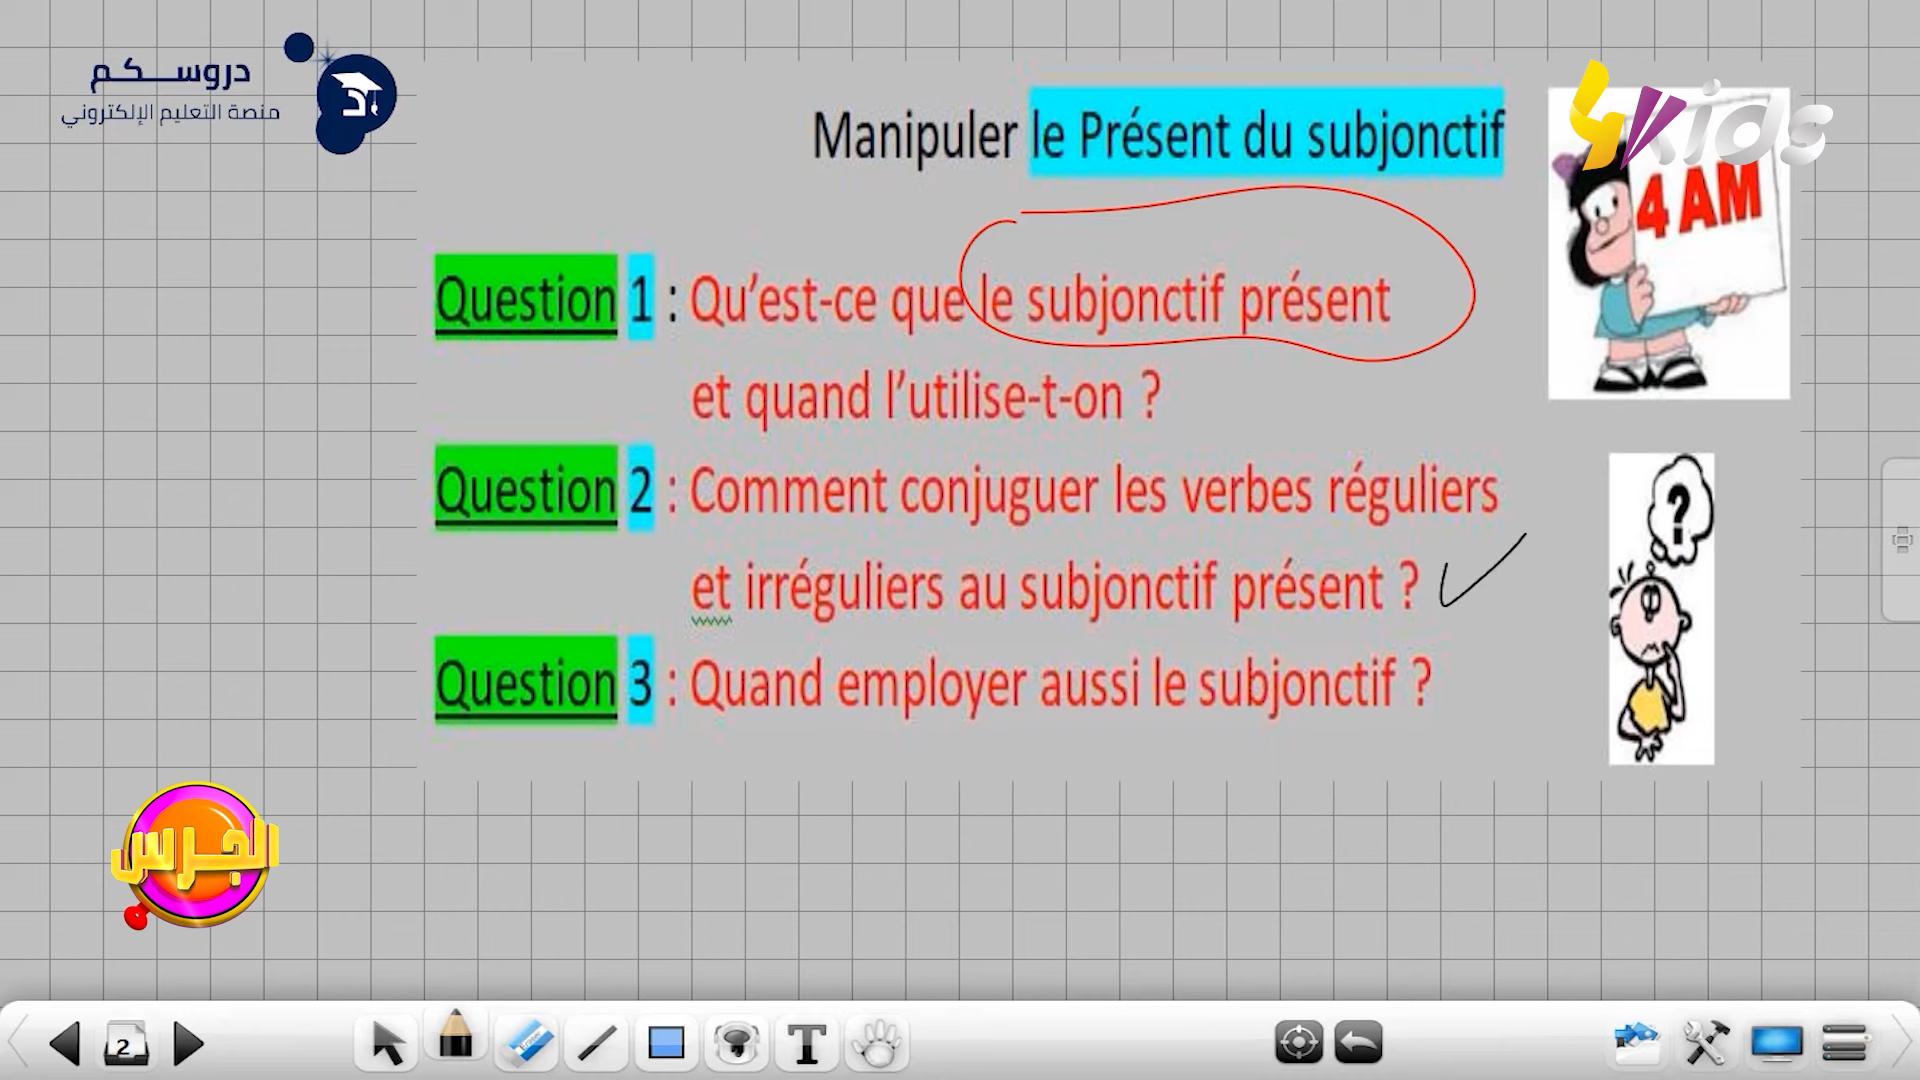 دروسكم
منصة التعليم الإلكتروني
4kids
Manipuler le Présent du subjonctif
4 AM
Question 1 : Qu’est-ce que le subjonctif présent
et quand l’utilise-t-on ?
Question 2 : Comment conjuguer les verbes réguliers
et irréguliers au subjonctif présent ?
?
Question 3 : Quand employer aussi le subjonctif ?
الجرس
2
T